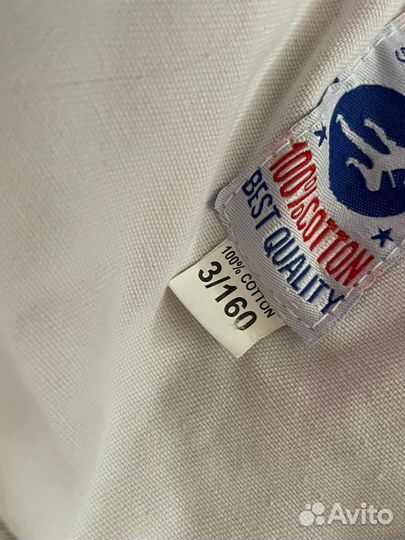 100% COTTON
BEST QUALITY
100% COTTON
3/160
Avito